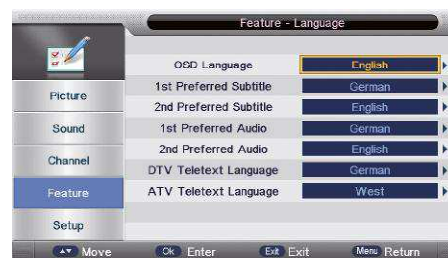 Feature - Language
OSD Language English
1st Preferred Subtitle German
2nd Preferred Subtitle English
1st Preferred Audio German
2nd Preferred Audio English
DTV Teletext Language German
ATV Teletext Language West
Picture
Sound
Channel
Feature
Setup
Move
Ok Enter
Exit Exit
Menu Return